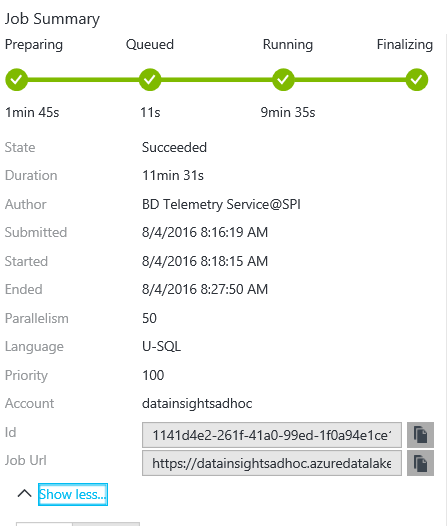 Job Summary
Preparing Queued Running Finalizing
1min 45s 11s 9min 35s
State Succeeded
Duration 11min 31s
Author BD Telemetry Service@SPI
Submitted 8/4/2016 8:16:19 AM
Started 8/4/2016 8:18:15 AM
Ended 8/4/2016 8:27:50 AM
Parallelism 50
Language U-SQL
Priority 100
Account datainsightsadhoc
Id 1141d4e2-261f-41a0-99ed-1f0a94e1ce1
Job Url https://datainsightsadhoc.azuredatalake
Show less...